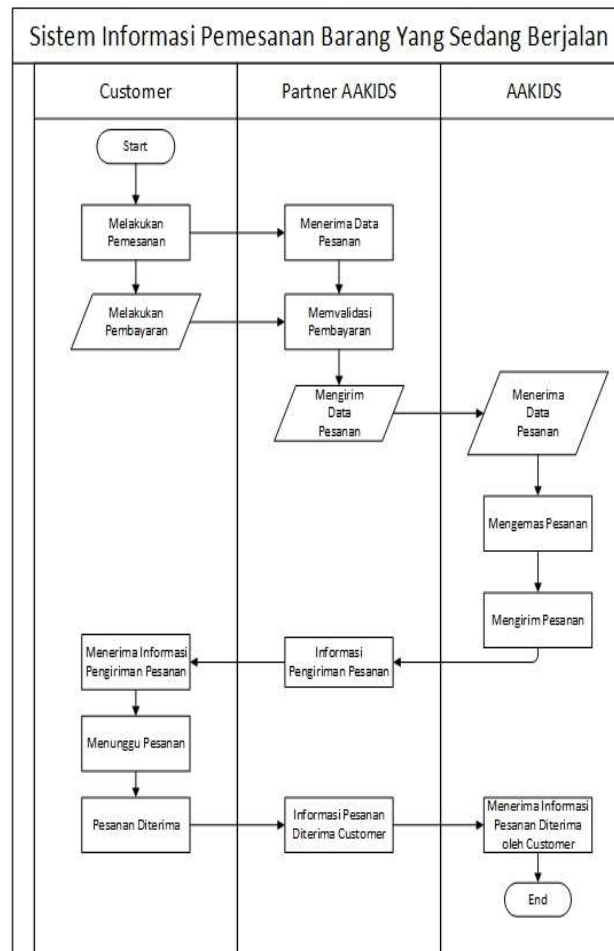 Sistem Informasi Pemesanan Barang Yang Sedang Berjalan
Customer
Partner AAKIDS
AAKIDS
Start
Melakukan
Pemesanan
Menerima Data
Pesanan
Melakukan
Pembayaran
Memvalidasi
Pembayaran
Mengirim
Data
Pesanan
Menerima
Data
Pesanan
Mengemas Pesanan
Mengirim Pesanan
Menerima Informasi
Pengiriman Pesanan
Informasi
Pengiriman Pesanan
Menunggu Pesanan
Pesanan Diterima
Informasi Pesanan
Diterima Customer
Menerima Informasi
Pesanan Diterima
oleh Customer
End